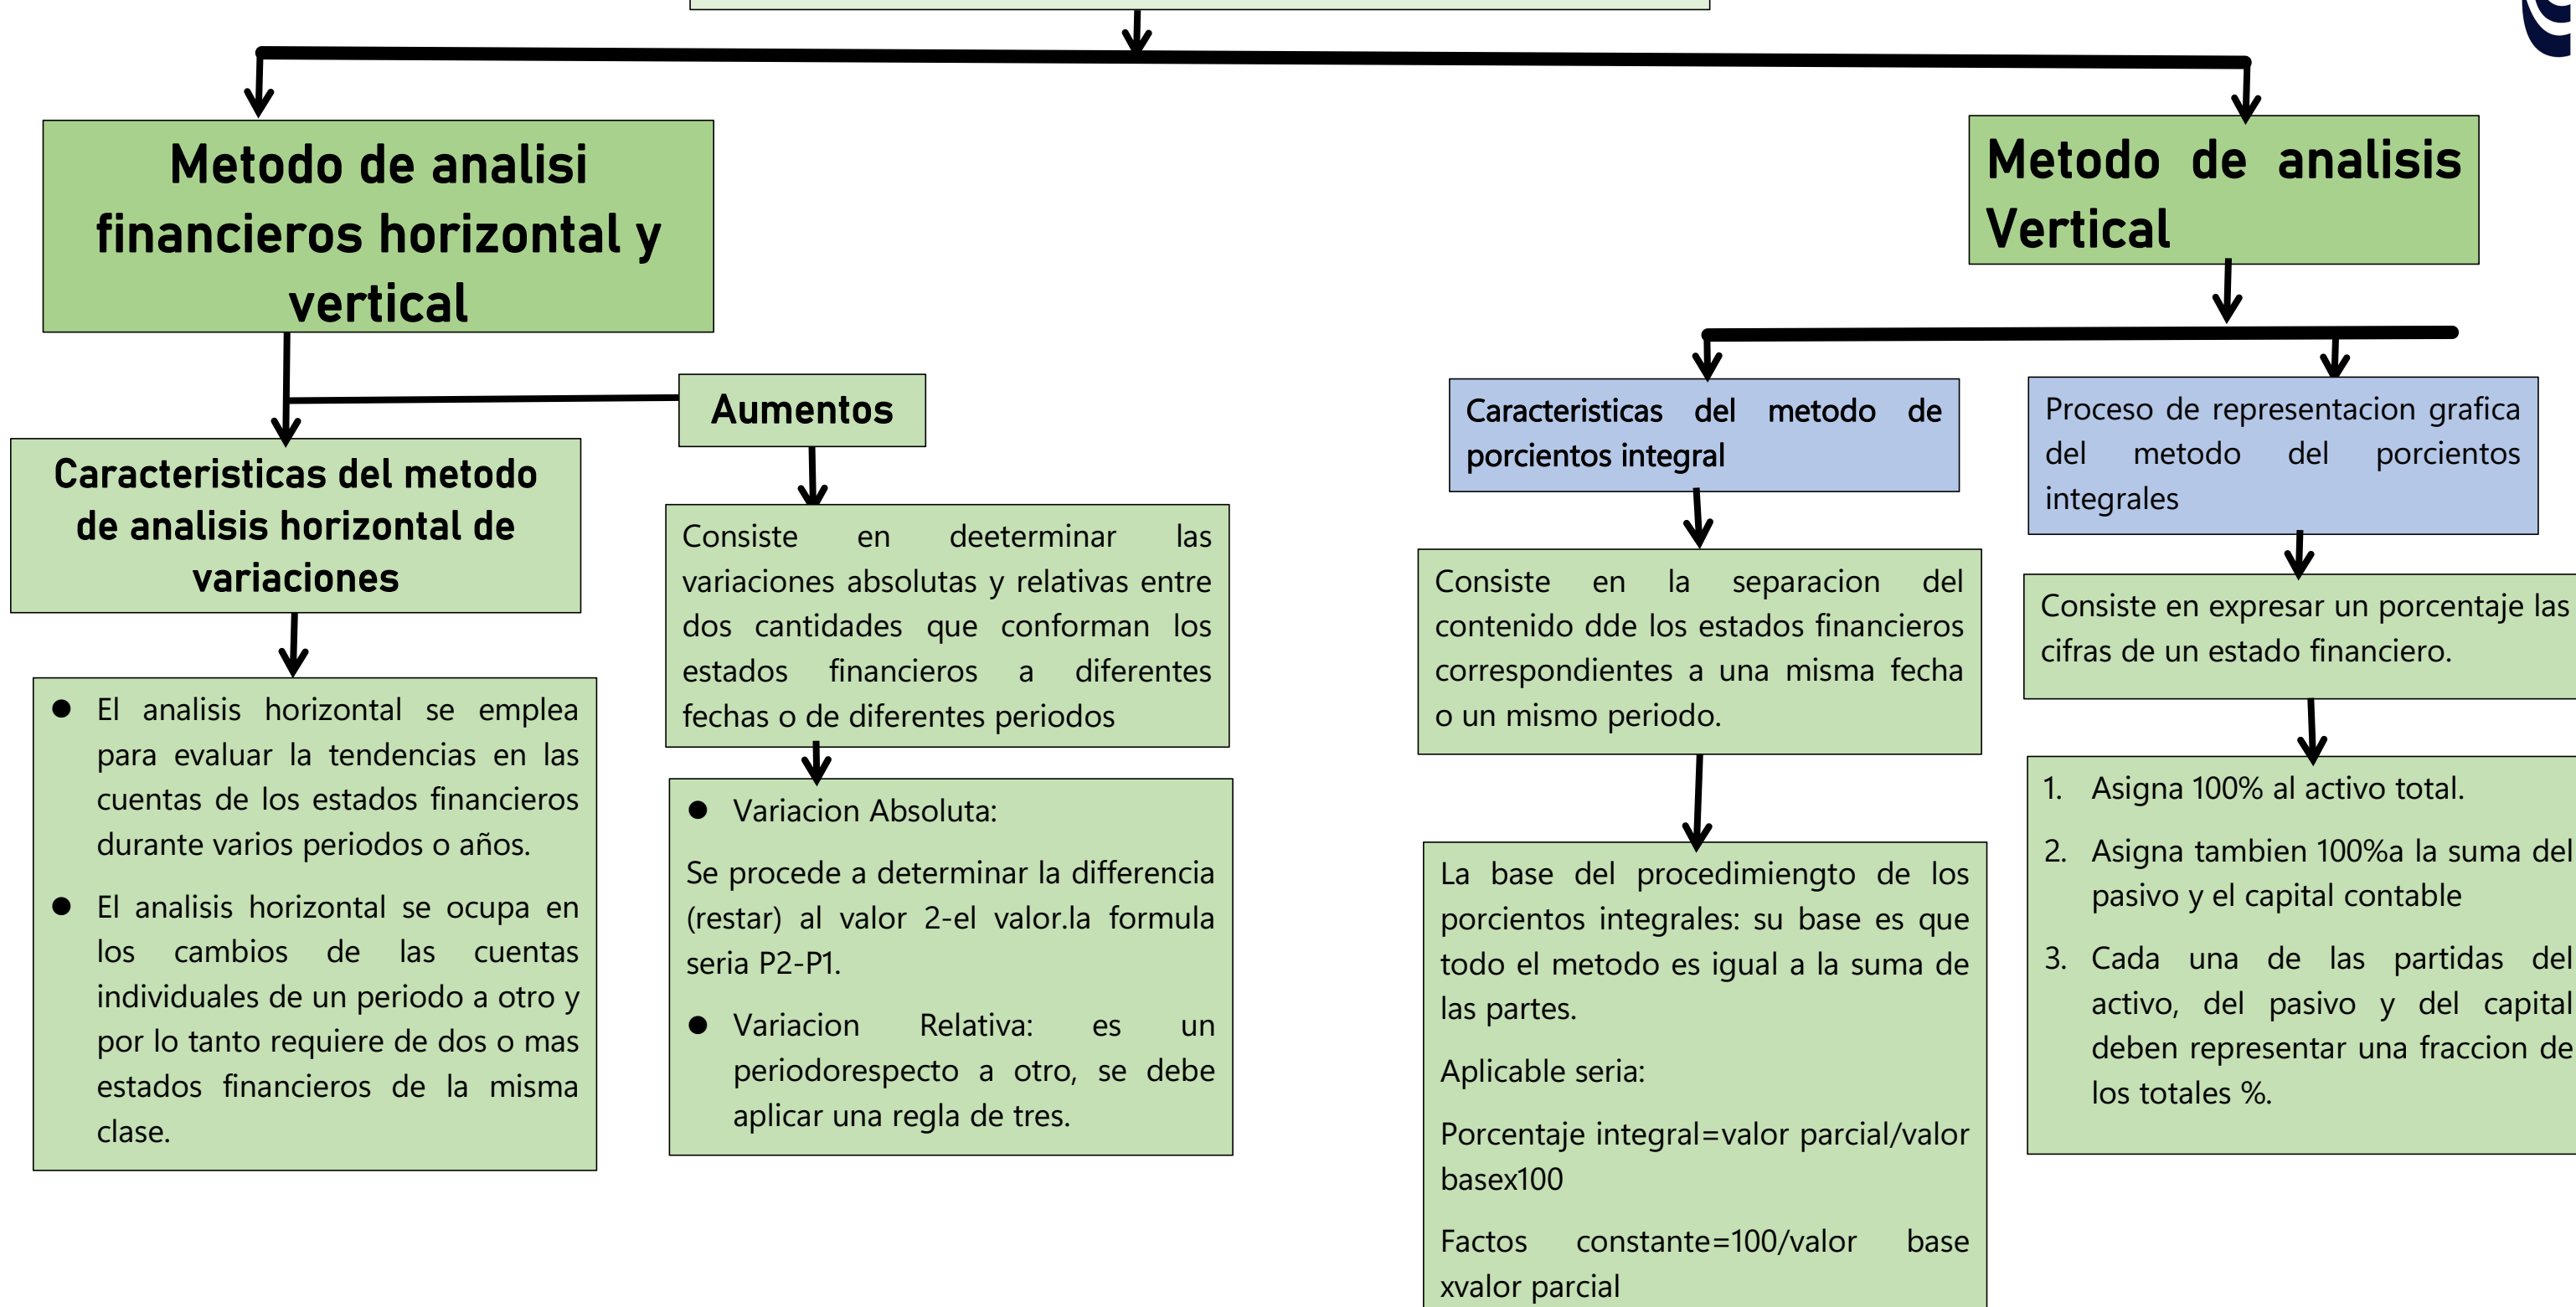 Metodo de analisi
financieros horizontal y
vertical
Caracteristicas del metodo
de analisis horizontal de
variaciones
● El analisis horizontal se emplea
para evaluar la tendencias en las
cuentas de los estados financieros
durante varios periodos o años.
● El analisis horizontal se ocupa en
los cambios de las cuentas
individuales de un periodo a otro y
por lo tanto requiere de dos o mas
estados financieros de la misma
clase.
Aumentos
Consiste en deeterminar las
variaciones absolutas y relativas entre
dos cantidades que conforman los
estados financieros a diferentes
fechas o de diferentes periodos
● Variacion Absoluta:
Se procede a determinar la differencia
(restar) al valor 2-el valor.la formula
seria P2-P1.
● Variacion Relativa: es un
periodorespecto a otro, se debe
aplicar una regla de tres.
Metodo de analisis
Vertical
Caracteristicas del metodo de
porcientos integral
Consiste en la separacion del
contenido dde los estados financieros
correspondientes a una misma fecha
o un mismo periodo.
La base del procedimiengto de los
porcientos integrales: su base es que
todo el metodo es igual a la suma de
las partes.
Aplicable seria:
Porcentaje integral=valor parcial/valor
basex100
Factos constante=100/valor base
xvalor parcial
Proceso de representacion grafica
del metodo del porcientos
integrales
Consiste en expresar un porcentaje las
cifras de un estado financiero.
1. Asigna 100% al activo total.
2. Asigna tambien 100%a la suma del
pasivo y el capital contable
3. Cada una de las partidas del
activo, del pasivo y del capital
deben representar una fraccion de
los totales %.